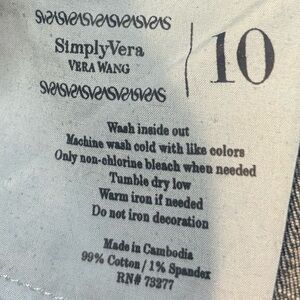 SimplyVera
VERA WANG
10
Wash inside out
Machine wash cold with like colors
Only non-chlorine bleach when needed
Tumble dry low
Warm iron if needed
Do not iron decoration
Made in Cambodia
99% Cotton / 1% Spandex
RN# 73277